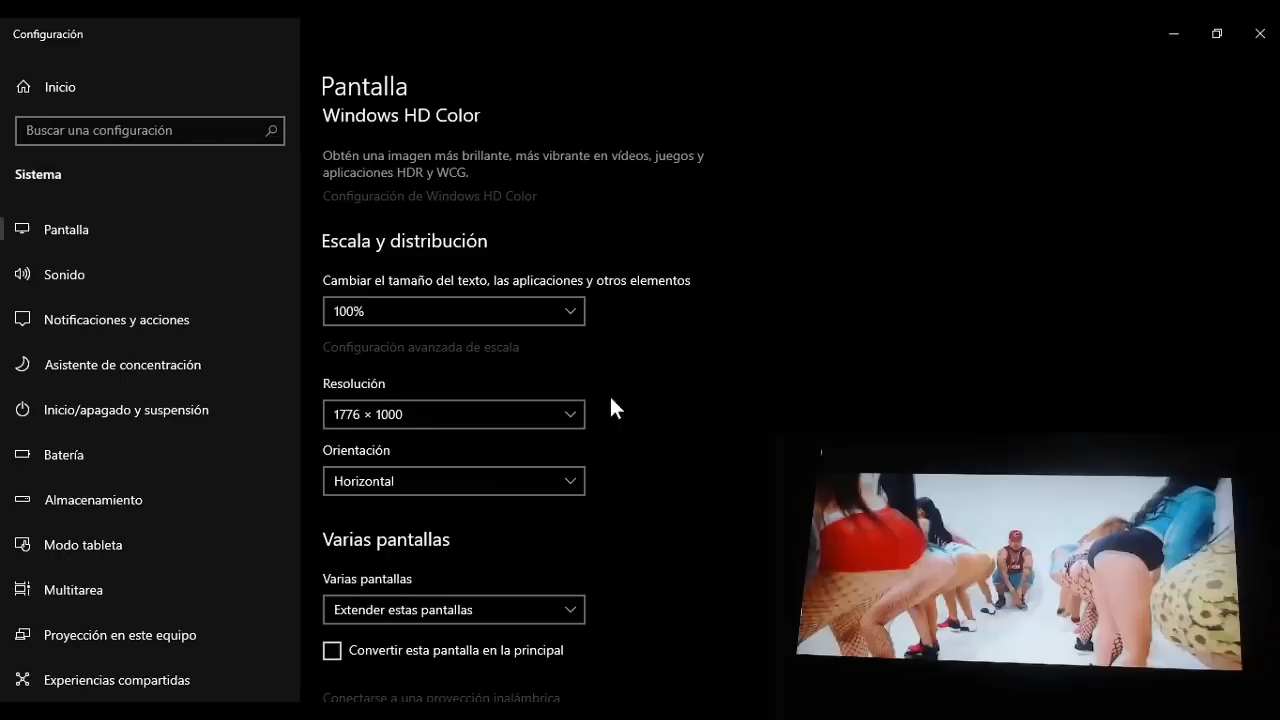 Configuración
Inicio
Buscar una configuración
Sistema
Pantalla
Sonido
Notificaciones y acciones
Asistente de concentración
Inicio/apagado y suspensión
Batería
Almacenamiento
Modo tableta
Multitarea
Proyección en este equipo
Experiencias compartidas
Pantalla
Windows HD Color
Obtén una imagen más brillante, más vibrante en vídeos, juegos y
aplicaciones HDR y WCG.
Configuración de Windows HD Color
Escala y distribución
Cambiar el tamaño del texto, las aplicaciones y otros elementos
100%
Configuración avanzada de escala
Resolución
1776 × 1000
Orientación
Horizontal
Varias pantallas
Varias pantallas
Extender estas pantallas
Convertir esta pantalla en la principal
Conectarse a una proyección inalámbrica